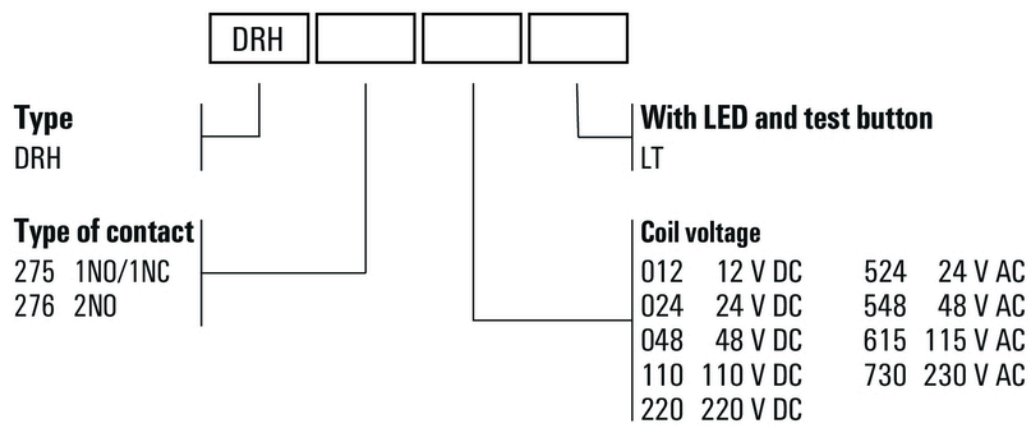 DRH
Type
DRH
With LED and test button
LT
Type of contact
275 1NO/1NC
276 2NO
Coil voltage
012 12 V DC 524 24 V AC
024 24 V DC 548 48 V AC
048 48 V DC 615 115 V AC
110 110 V DC 730 230 V AC
220 220 V DC